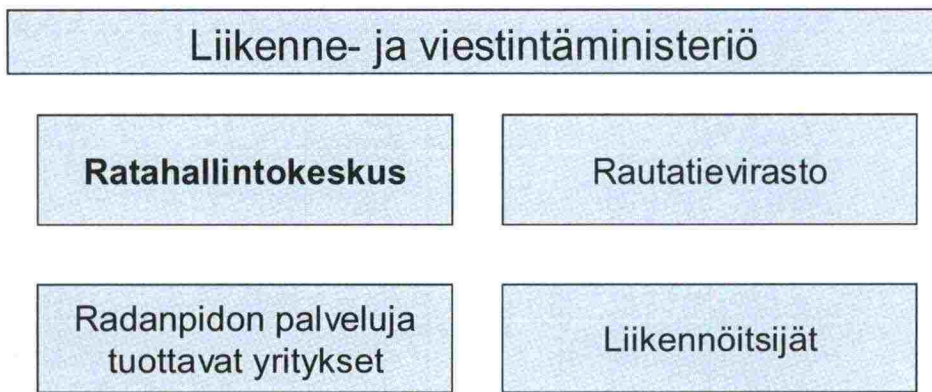 Liikenne- ja viestintäministeriö
Ratahallintokeskus
Rautatievirasto
Radanpidon palveluja
tuottavat yritykset
Liikennöitsijät